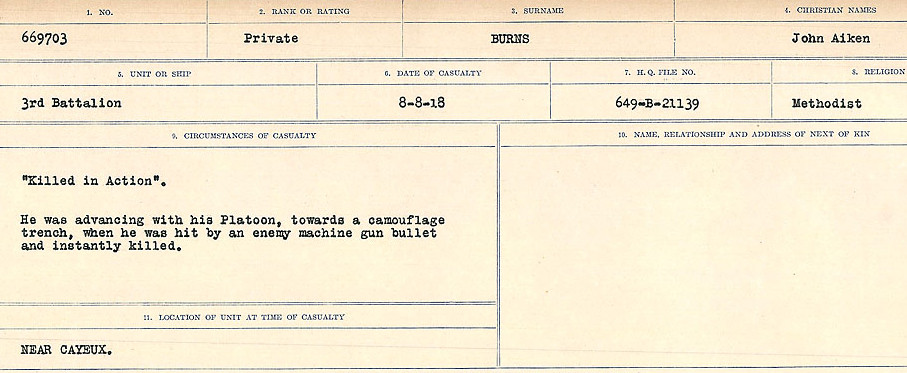 1. NO. 2. RANK OR RATING 3. SURNAME 4. CHRISTIAN NAMES
669703 Private BURNS John Aiken
5. UNIT OR SHIP 6. DATE OF CASUALTY 7. H.Q. FILE NO. 8. RELIGION
3rd Battalion 8-8-18 649-B-21139 Methodist
9. CIRCUMSTANCES OF CASUALTY 10. NAME, RELATIONSHIP AND ADDRESS OF NEXT OF KIN
"Killed in Action".
He was advancing with his Platoon, towards a camouflage
trench, when he was hit by an enemy machine gun bullet
and instantly killed.
11. LOCATION OF UNIT AT TIME OF CASUALTY
NEAR CAYEUX.